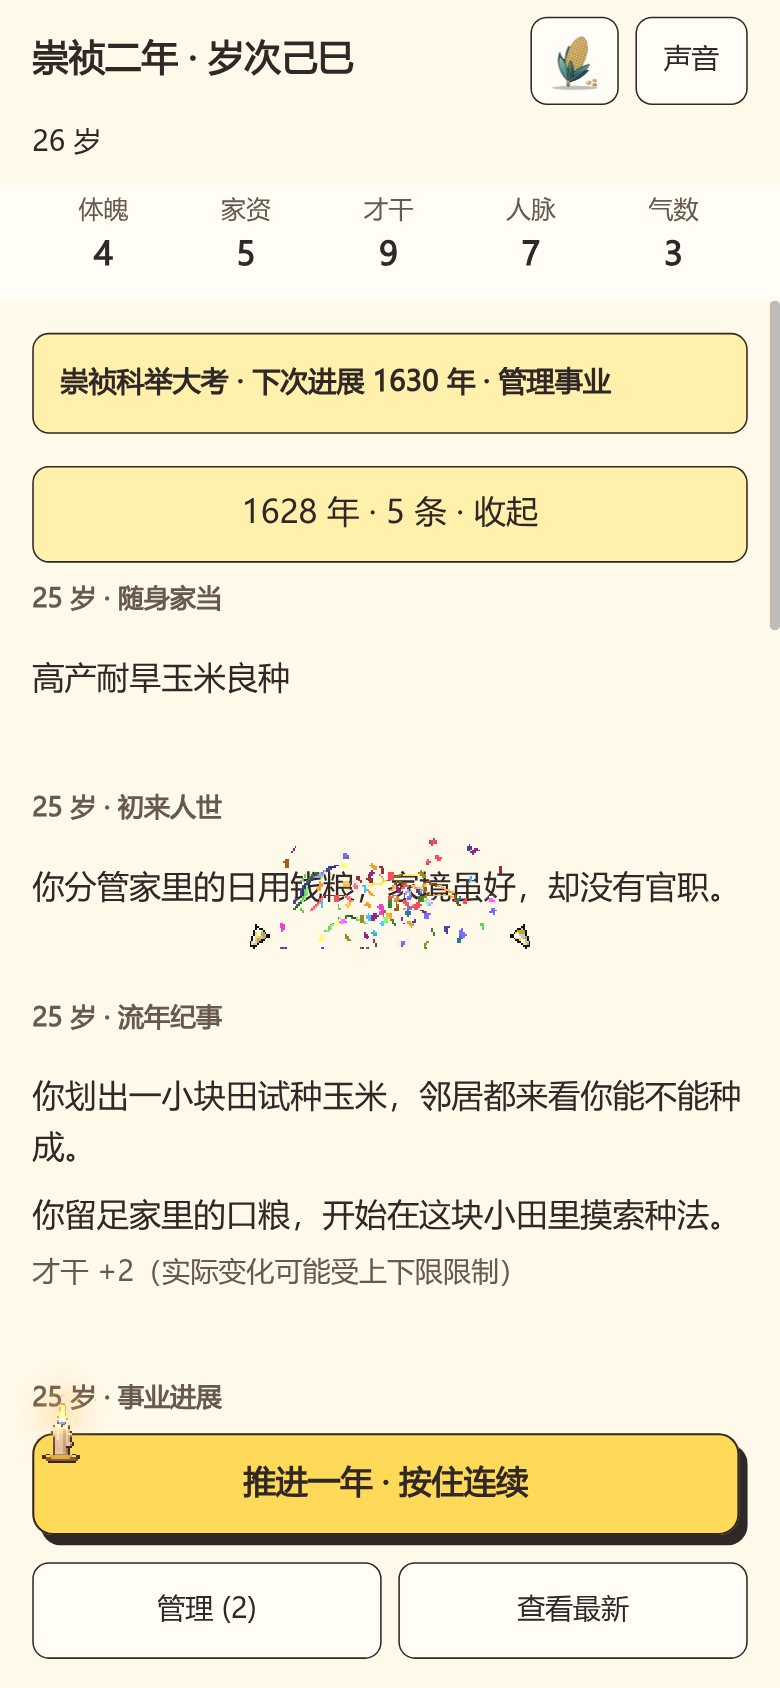 崇祯二年 · 岁次己巳
声音
26 岁
体魄 家资 才干 人脉 气数
4 5 9 7 3
崇祯科举大考 · 下次进展 1630 年 · 管理事业
1628 年 · 5 条 · 收起
25 岁 · 随身家当
高产耐旱玉米良种
25 岁 · 初来人世
你分管家里的日用钱粮，家境虽好，却没有官职。
25 岁 · 流年纪事
你划出一小块田试种玉米，邻居都来看你能不能种
成。
你留足家里的口粮，开始在这块小田里摸索种法。
才干 +2（实际变化可能受上下限限制）
25 岁 · 事业进展
推进一年 · 按住连续
管理 (2)
查看最新